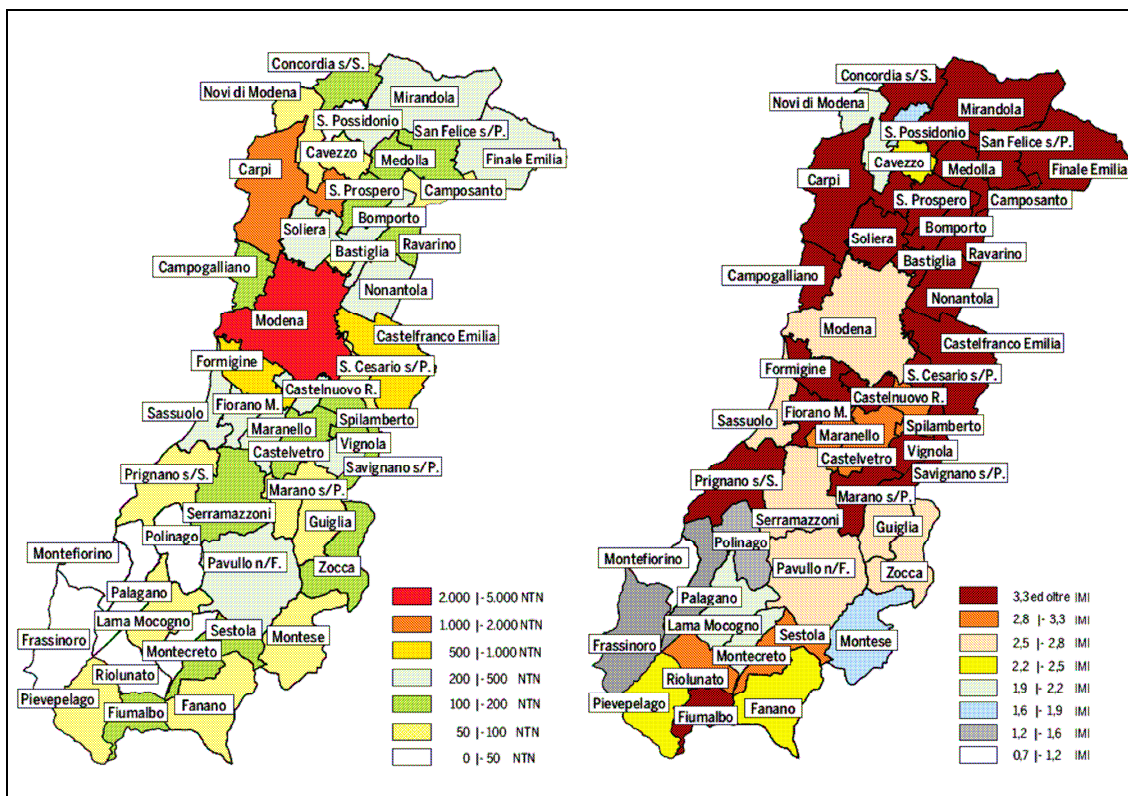 Concordia s/S.
Novi di Modena
Mirandola
S. Possidonio
San Felice s/P.
Cavezzo
Medolla
Finale Emilia
Carpi
S. Prospero
Camposanto
Bomporto
Soliera
Ravarino
Bastiglia
Campogalliano
Nonantola
Modena
Castelfranco Emilia
Formigine
S. Cesario s/P.
Castelnuovo R.
Fiorano M.
Sassuolo
Spilamberto
Maranello
Vignola
Castelvetro
Savignano s/P.
Prignano s/S.
Marano s/P.
Serramazzoni
Guiglia
Polinago
Montefiorino
Pavullo n/F.
Zocca
Palagano
Lama Mocogno
Sestola
Frassinoro
Montese
Montecreto
Riolunato
Pievepelago
Fanano
Fiumalbo
2.000 |- 5.000 NTN
1.000 |- 2.000 NTN
500 |- 1.000 NTN
200 |- 500 NTN
100 |- 200 NTN
50 |- 100 NTN
0 |- 50 NTN
Concordia s/S.
Novi di Modena
Mirandola
S. Possidonio
San Felice s/P.
Cavezzo
Medolla
Finale Emilia
Carpi
S. Prospero
Camposanto
Bomporto
Soliera
Ravarino
Bastiglia
Campogalliano
Nonantola
Modena
Castelfranco Emilia
Formigine
S. Cesario s/P.
Castelnuovo R.
Fiorano M.
Sassuolo
Spilamberto
Maranello
Vignola
Castelvetro
Savignano s/P.
Prignano s/S.
Marano s/P.
Serramazzoni
Guiglia
Polinago
Montefiorino
Pavullo n/F.
Zocca
Palagano
Lama Mocogno
Sestola
Frassinoro
Montese
Montecreto
Riolunato
Pievepelago
Fanano
Fiumalbo
3,3 ed oltre IMI
2,8 |- 3,3 IMI
2,5 |- 2,8 IMI
2,2 |- 2,5 IMI
1,9 |- 2,2 IMI
1,6 |- 1,9 IMI
1,2 |- 1,6 IMI
0,7 |- 1,2 IMI